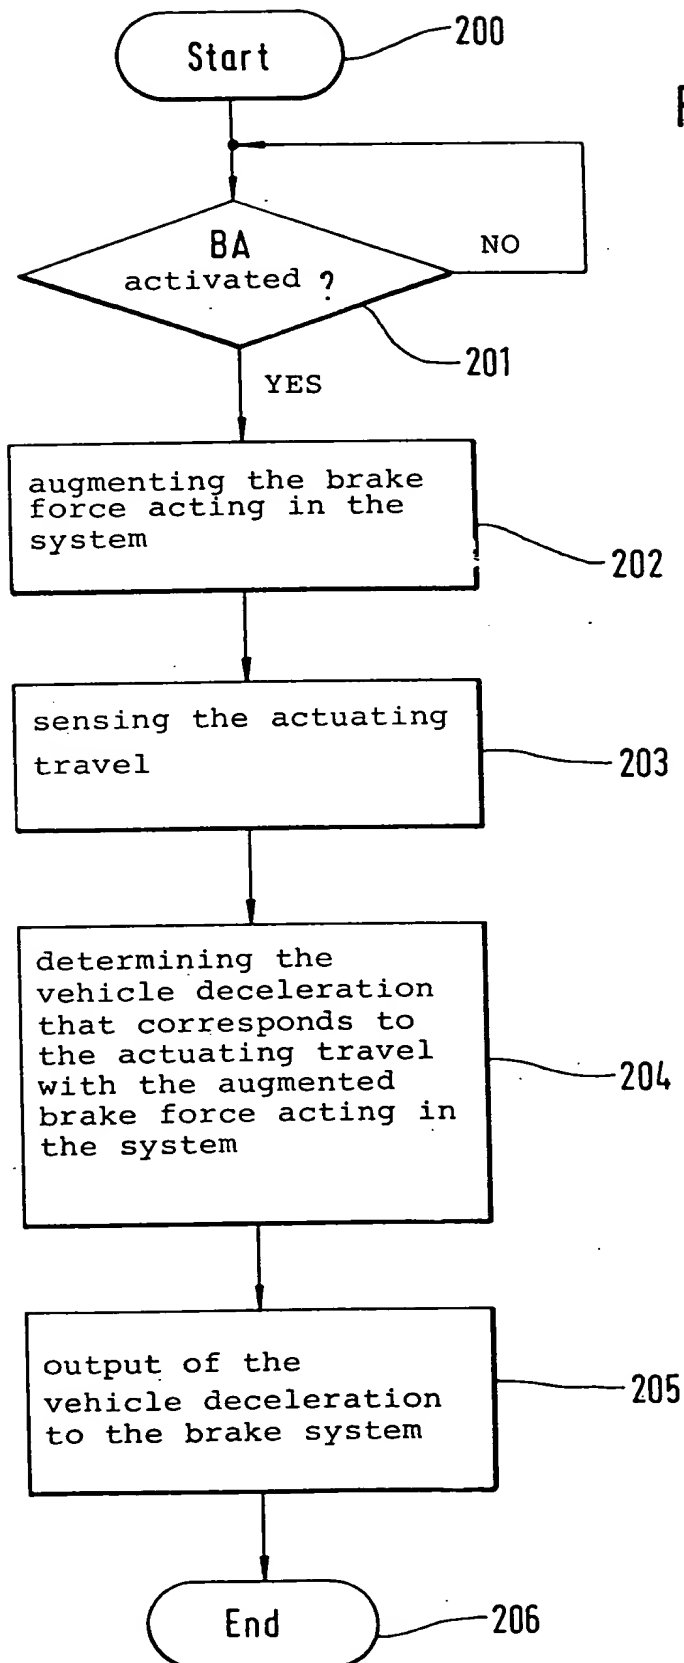 Start
200
BA
activated ?
NO
201
YES
augmenting the brake
force acting in the
system
202
sensing the actuating
travel
203
determining the
vehicle deceleration
that corresponds to
the actuating travel
with the augmented
brake force acting in
the system
204
output of the
vehicle deceleration
to the brake system
205
End
206